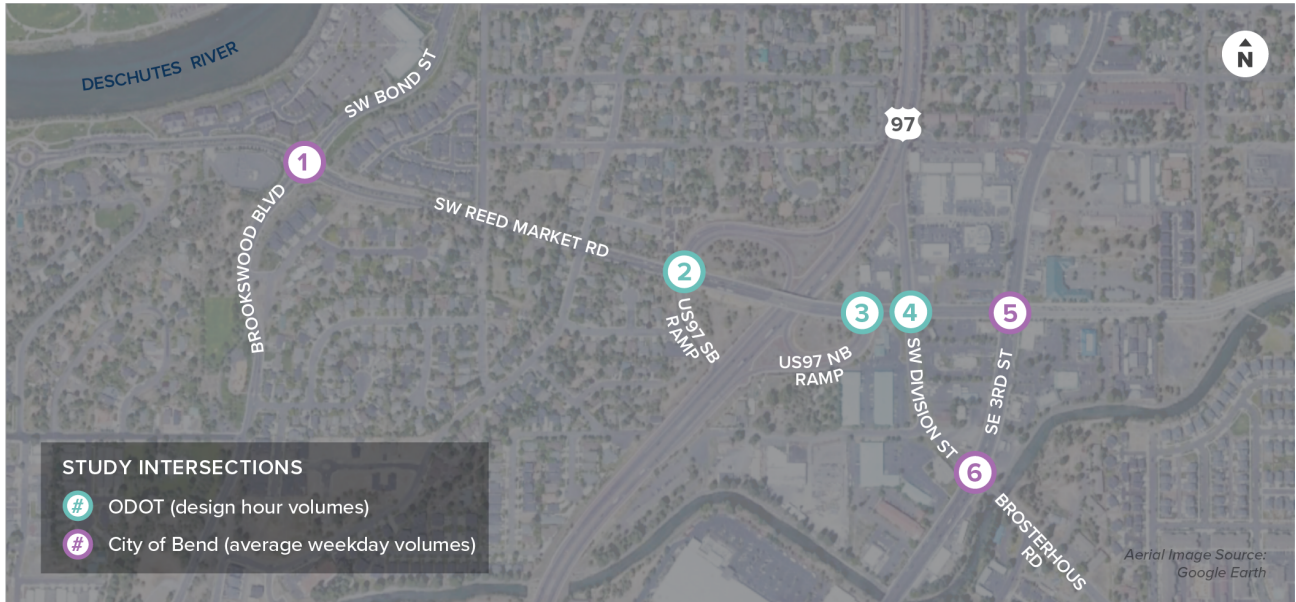 DESCHUTES RIVER
SW BOND ST
N
97
1
BROOKSWOOD BLVD
SW REED MARKET RD
2
US97 SB
RAMP
3
4
5
US97 NB
RAMP
SW DIVISION ST
SE 3RD ST
6
BROSTERHOUS
RD
STUDY INTERSECTIONS
# ODOT (design hour volumes)
# City of Bend (average weekday volumes)
Aerial Image Source:
Google Earth